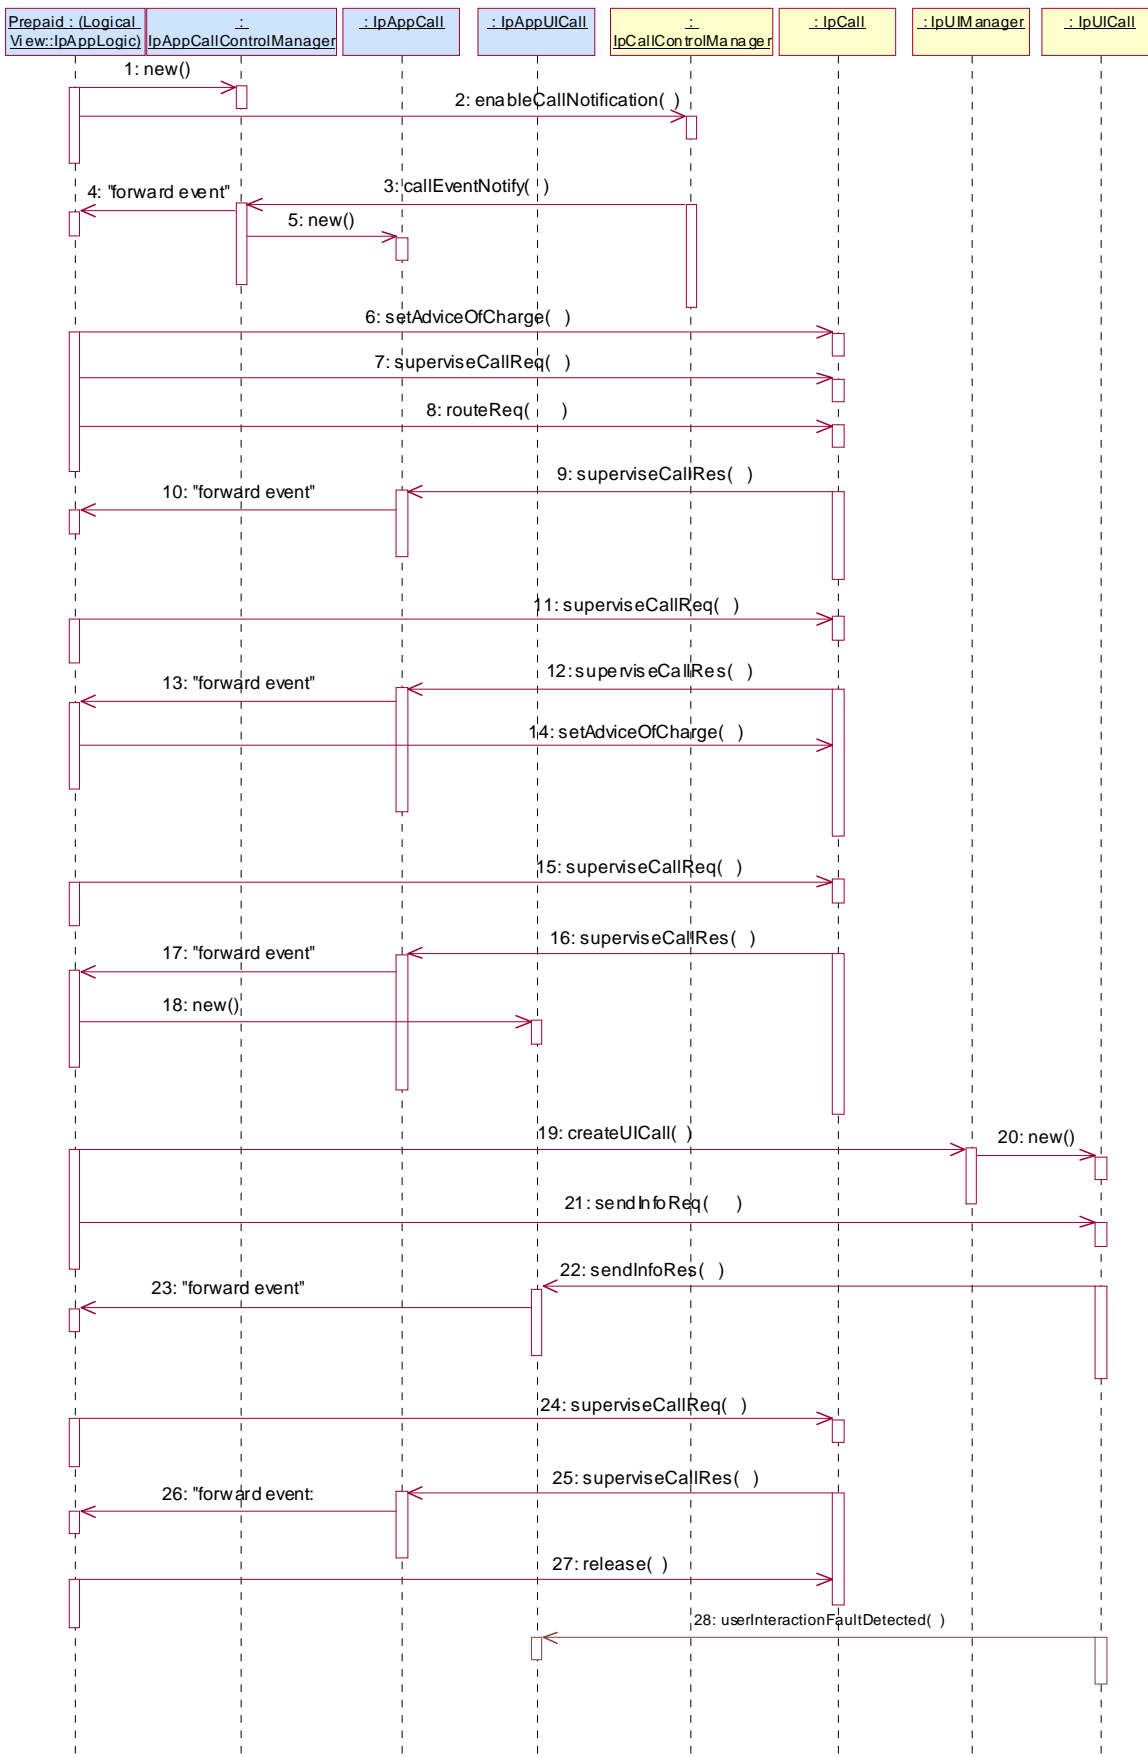 Prepaid : (Logical
View::IpAppLogic)
:
IpAppCallControlManager
: IpAppCall
: IpAppUICall
:
IpCallControlManager
: IpCall
: IpUIManager
: IpUICall
1: new()
2: enableCallNotification( )
3: callEventNotify( )
4: "forward event"
5: new()
6: setAdviceOfCharge( )
7: superviseCallReq( )
8: routeReq( )
9: superviseCallRes( )
10: "forward event"
11: superviseCallReq( )
12: superviseCallRes( )
13: "forward event"
14: setAdviceOfCharge( )
15: superviseCallReq( )
16: superviseCallRes( )
17: "forward event"
18: new()
19: createUICall( )
20: new()
21: sendInfoReq( )
22: sendInfoRes( )
23: "forward event"
24: superviseCallReq( )
25: superviseCallRes( )
26: "forward event:
27: release( )
28: userInteractionFaultDetected( )